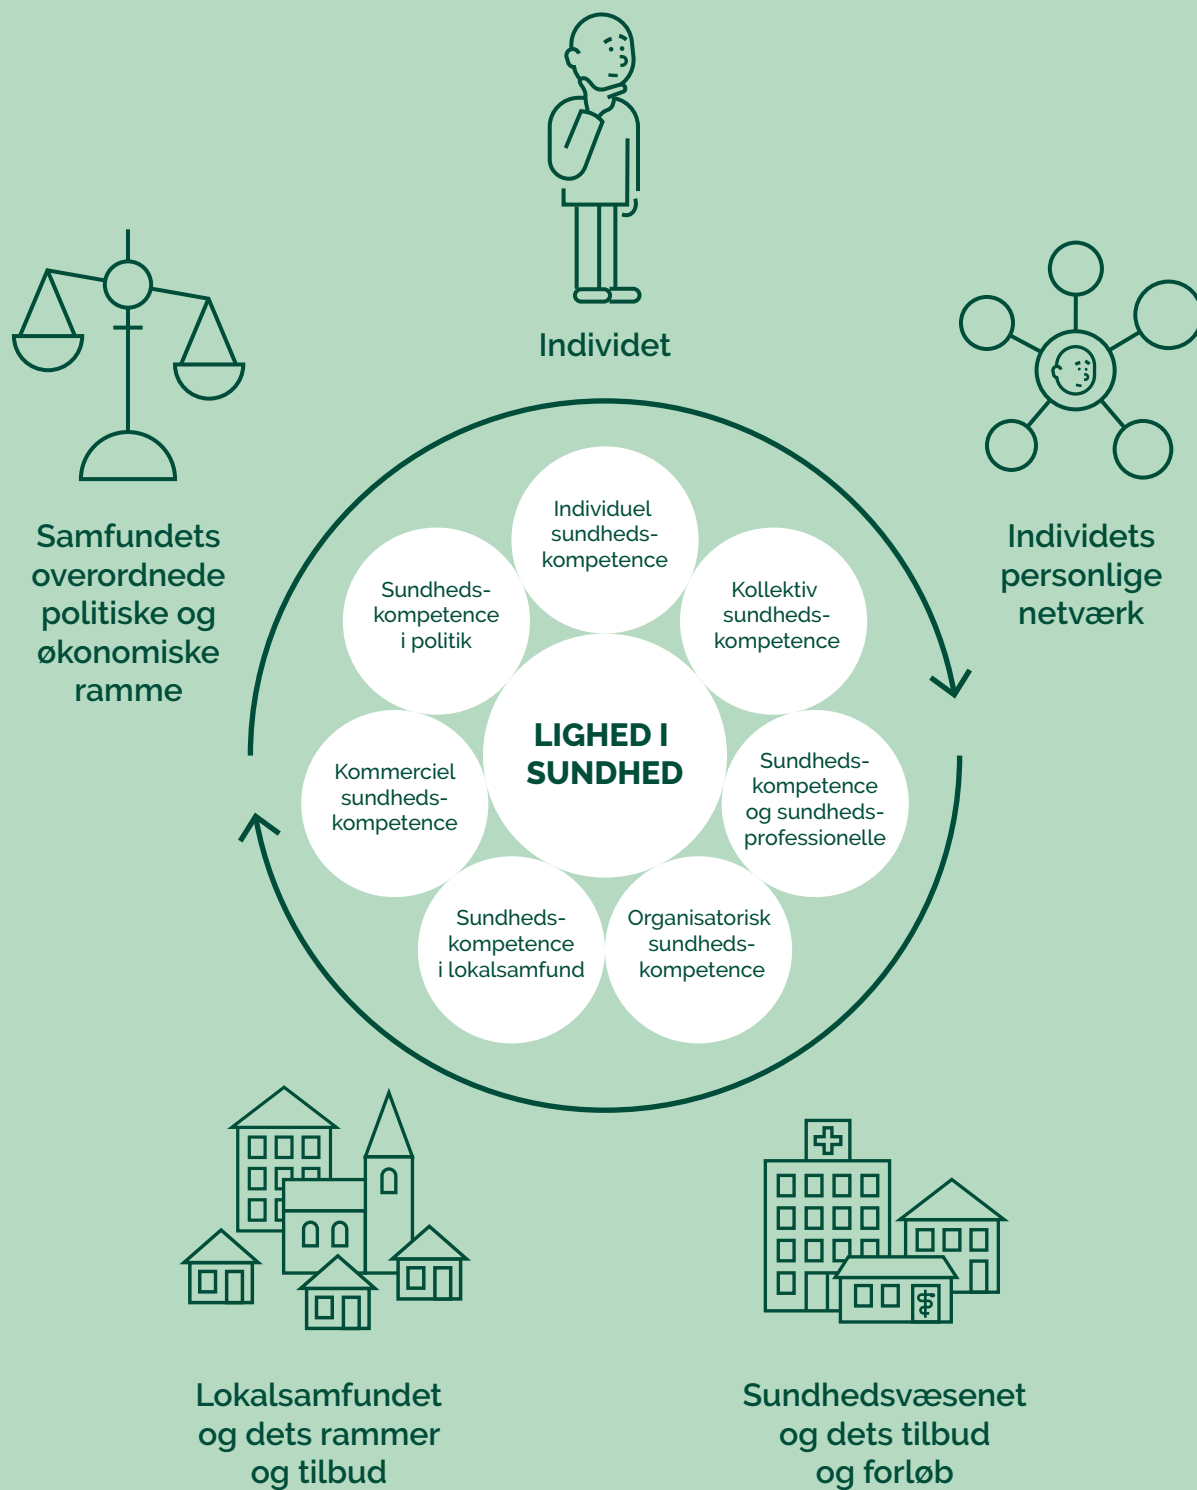 Individet
Samfundets
overordnede
politiske og
økonomiske
ramme
Individets
personlige
netværk
Individuel
sundheds-
kompetence
Sundheds-
kompetence
i politik
Kollektiv
sundheds-
kompetence
LIGHED I
SUNDHED
Kommerciel
sundheds-
kompetence
Sundheds-
kompetence
og sundheds-
professionelle
Sundheds-
kompetence
i lokalsamfund
Organisatorisk
sundheds-
kompetence
Lokalsamfundet
og dets rammer
og tilbud
Sundhedsvæsenet
og dets tilbud
og forløb